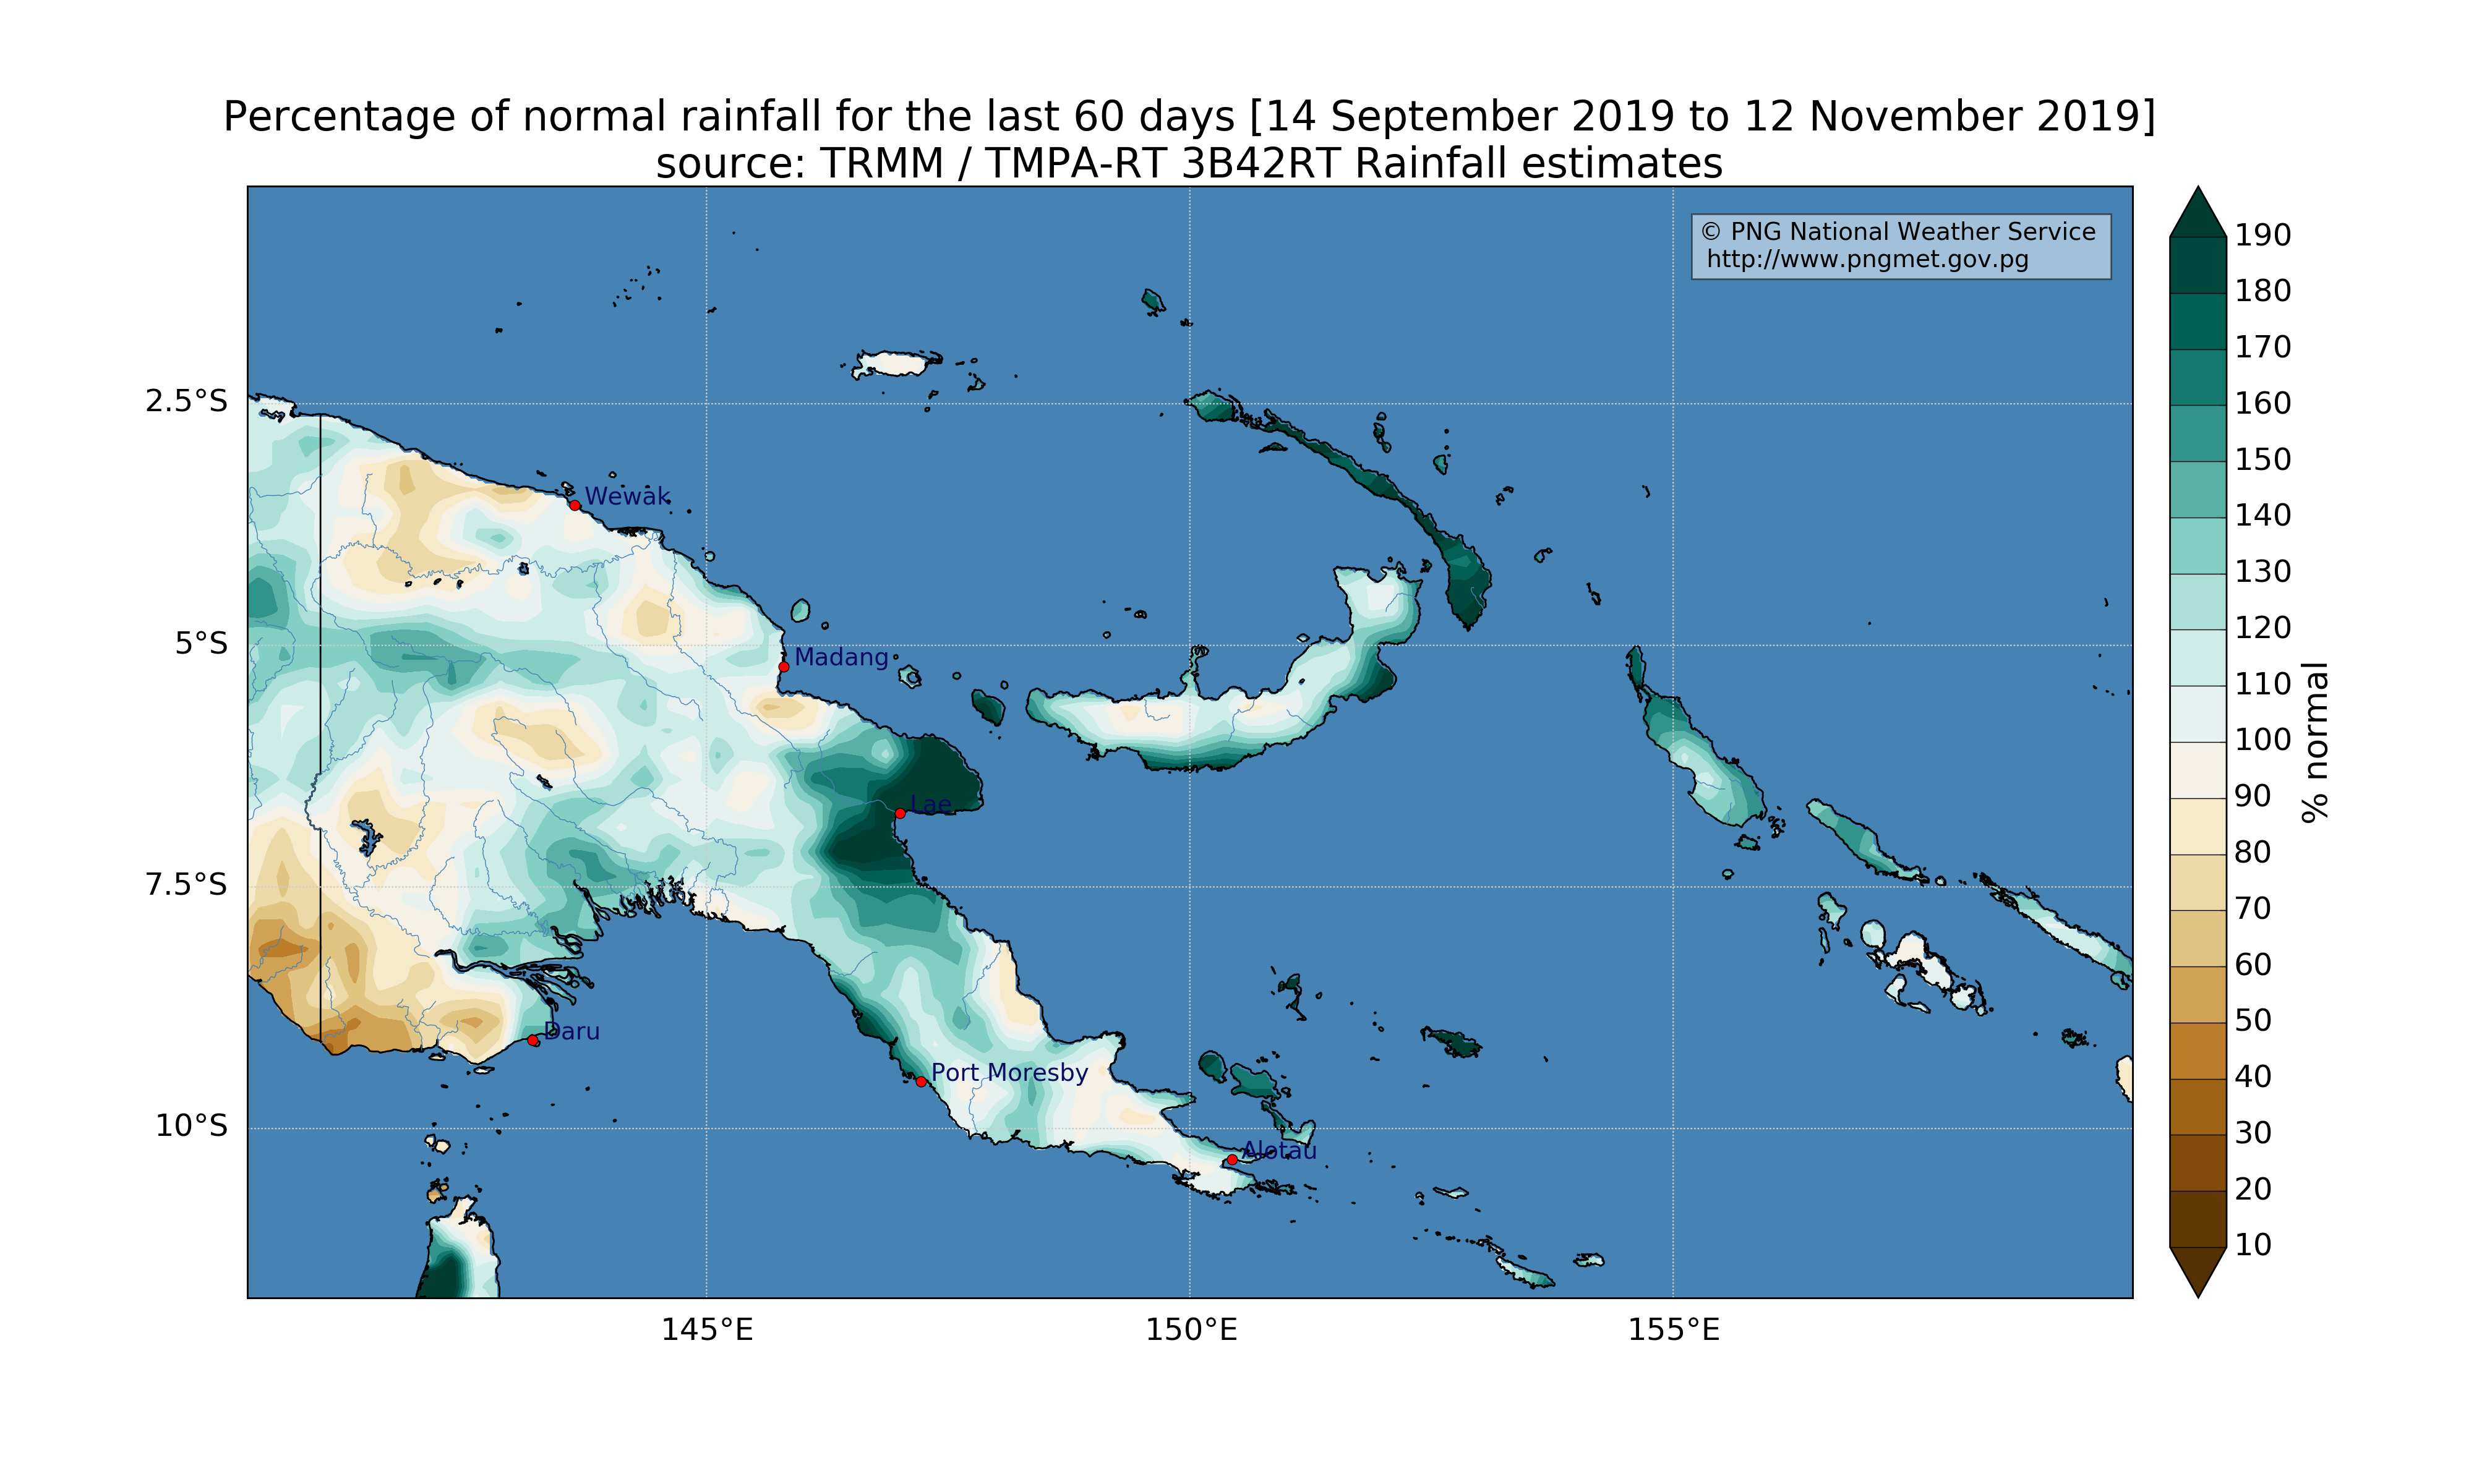 Percentage of normal rainfall for the last 60 days [14 September 2019 to 12 November 2019]
source: TRMM / TMPA-RT 3B42RT Rainfall estimates
© PNG National Weather Service
http://www.pngmet.gov.pg
2.5°S
5°S
7.5°S
10°S
Wewak
Madang
Lae
Daru
Port Moresby
Alotau
145°E
150°E
155°E
190
180
170
160
150
140
130
120
110
100
90
80
70
60
50
40
30
20
10
% normal